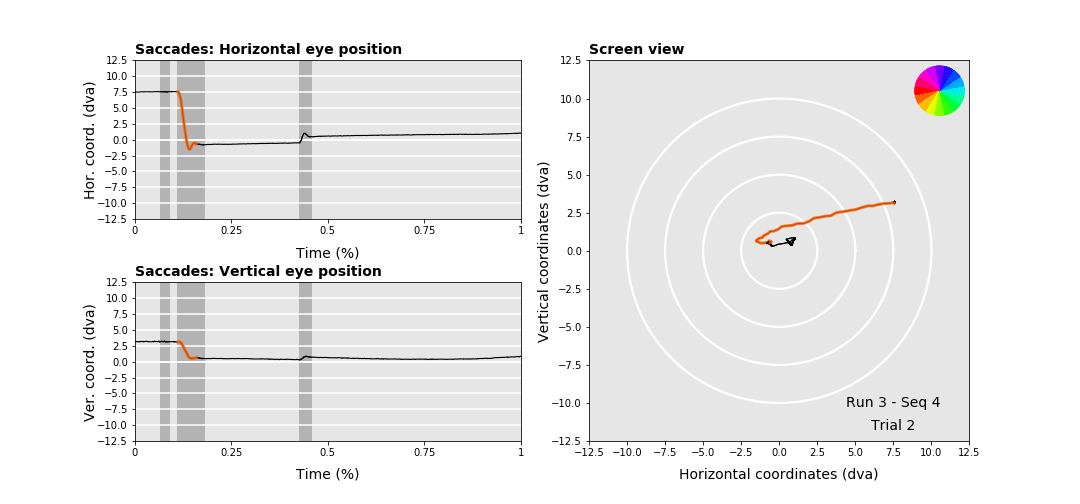 Saccades: Horizontal eye position
Hor. coord. (dva)
12.5
10.0
7.5
5.0
2.5
0.0
−2.5
−5.0
−7.5
−10.0
−12.5
0 0.25 0.5 0.75 1
Time (%)
Saccades: Vertical eye position
Ver. coord. (dva)
12.5
10.0
7.5
5.0
2.5
0.0
−2.5
−5.0
−7.5
−10.0
−12.5
0 0.25 0.5 0.75 1
Time (%)
Screen view
Vertical coordinates (dva)
12.5
10.0
7.5
5.0
2.5
0.0
−2.5
−5.0
−7.5
−10.0
−12.5
Run 3 - Seq 4
Trial 2
−12.5 −10.0 −7.5 −5.0 −2.5 0.0 2.5 5.0 7.5 10.0 12.5
Horizontal coordinates (dva)